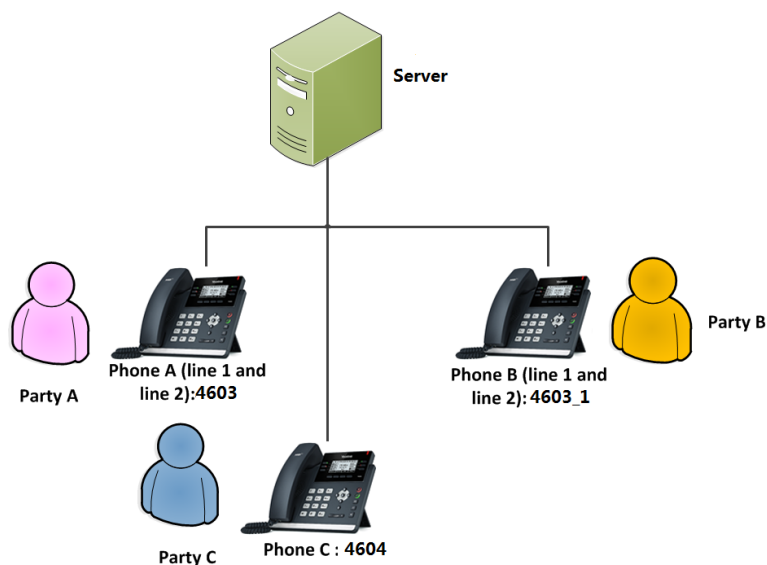 Server
Phone A (line 1 and
line 2):4603
Party A
Phone B (line 1 and
line 2): 4603_1
Party B
Phone C : 4604
Party C